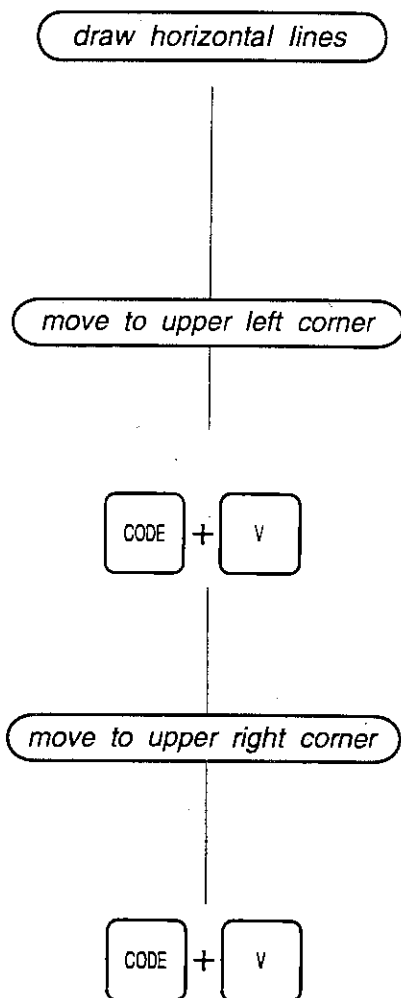 draw horizontal lines
move to upper left corner
CODE + V
move to upper right corner
CODE + V